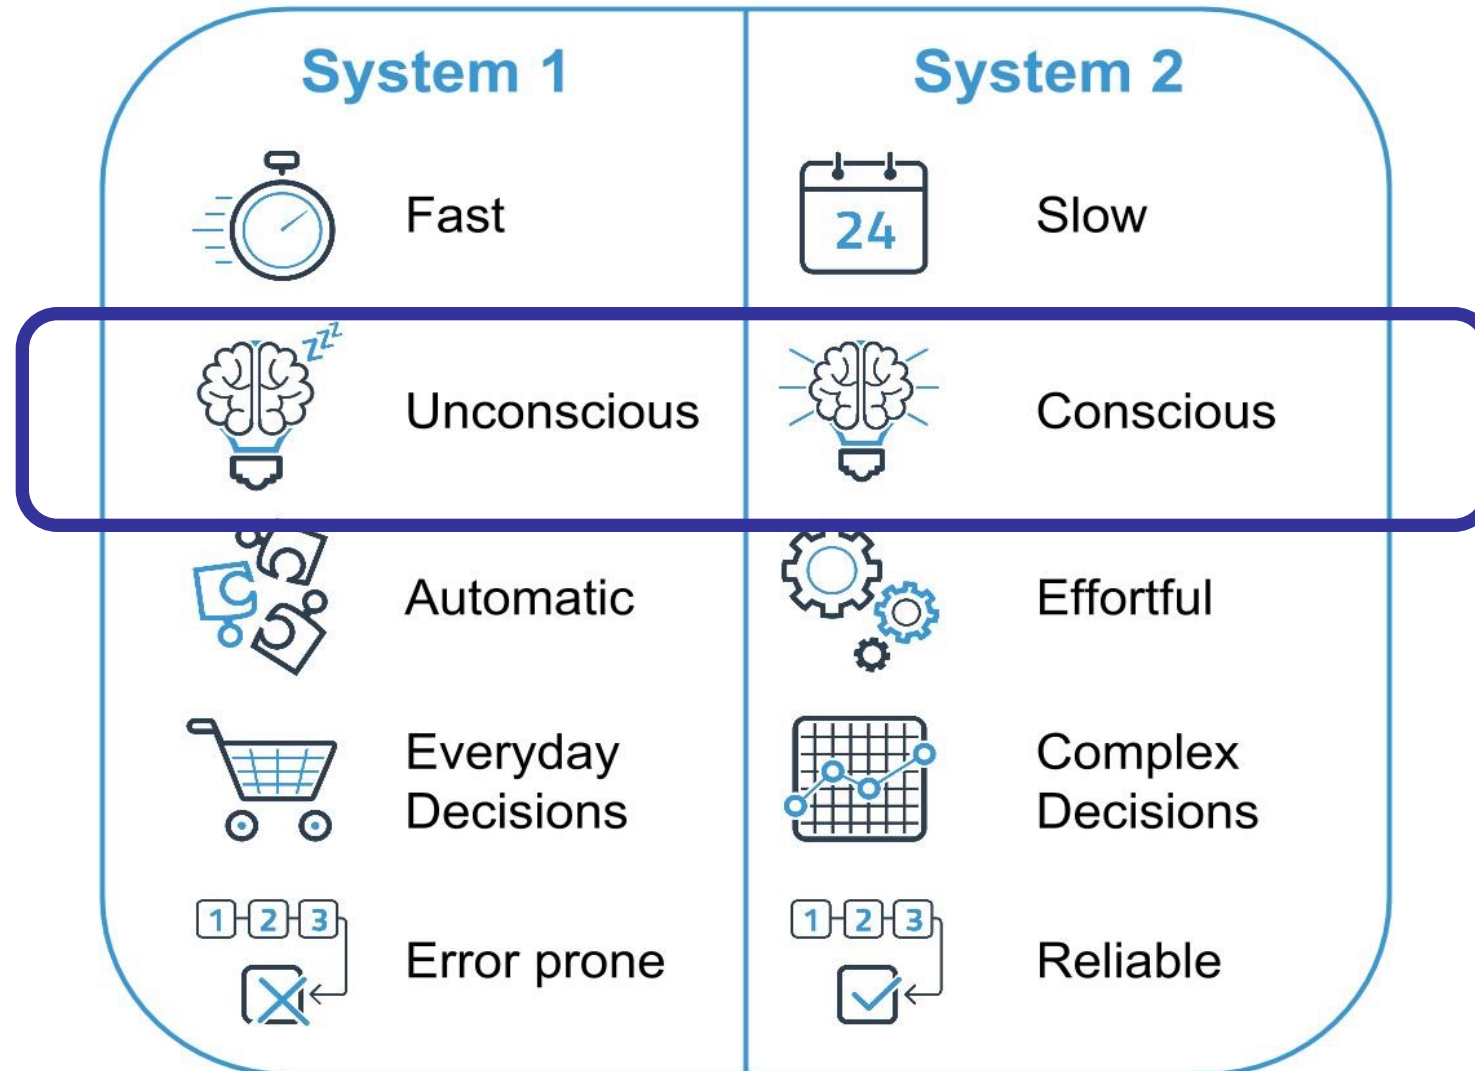 System 1
System 2
Fast
24
Slow
zzz
Unconscious
Conscious
Automatic
Effortful
Everyday
Decisions
Complex
Decisions
1 2 3
Error prone
1 2 3
Reliable